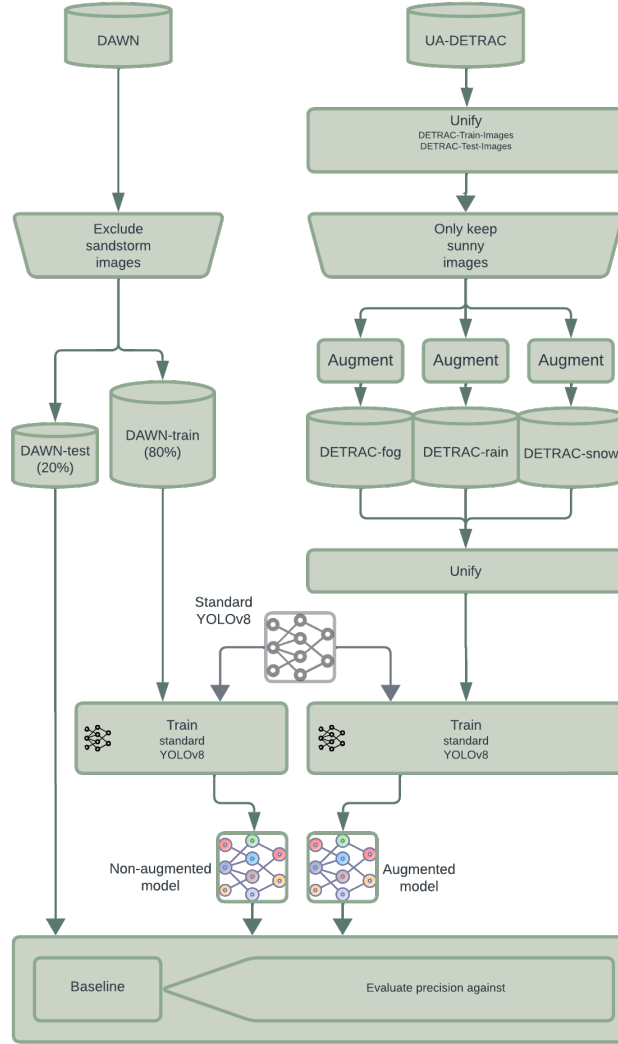 DAWN
UA-DETRAC
Unify
DETRAC-Train-Images
DETRAC-Test-Images
Exclude
sandstorm
images
Only keep
sunny
images
Augment
Augment
Augment
DAWN-test
(20%)
DAWN-train
(80%)
DETRAC-fog
DETRAC-rain
DETRAC-snow
Unify
Standard
YOLOv8
Train
standard
YOLOv8
Train
standard
YOLOv8
Non-augmented
model
Augmented
model
Baseline
Evaluate precision against